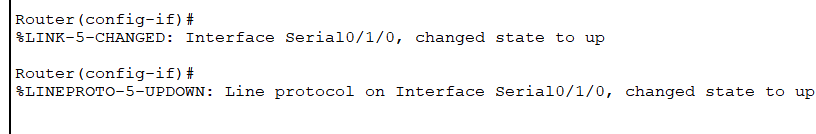 Router(config-if)#
%LINK-5-CHANGED: Interface Serial0/1/0, changed state to up
Router(config-if)#
%LINEPROTO-5-UPDOWN: Line protocol on Interface Serial0/1/0, changed state to up